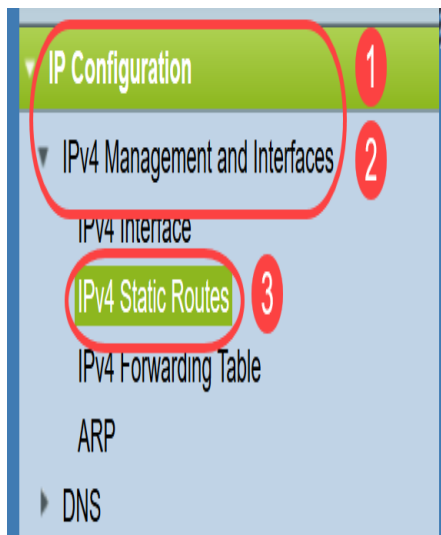 IP Configuration 1
IPv4 Management and Interfaces 2
IPv4 Interface
IPv4 Static Routes 3
IPv4 Forwarding Table
ARP
DNS